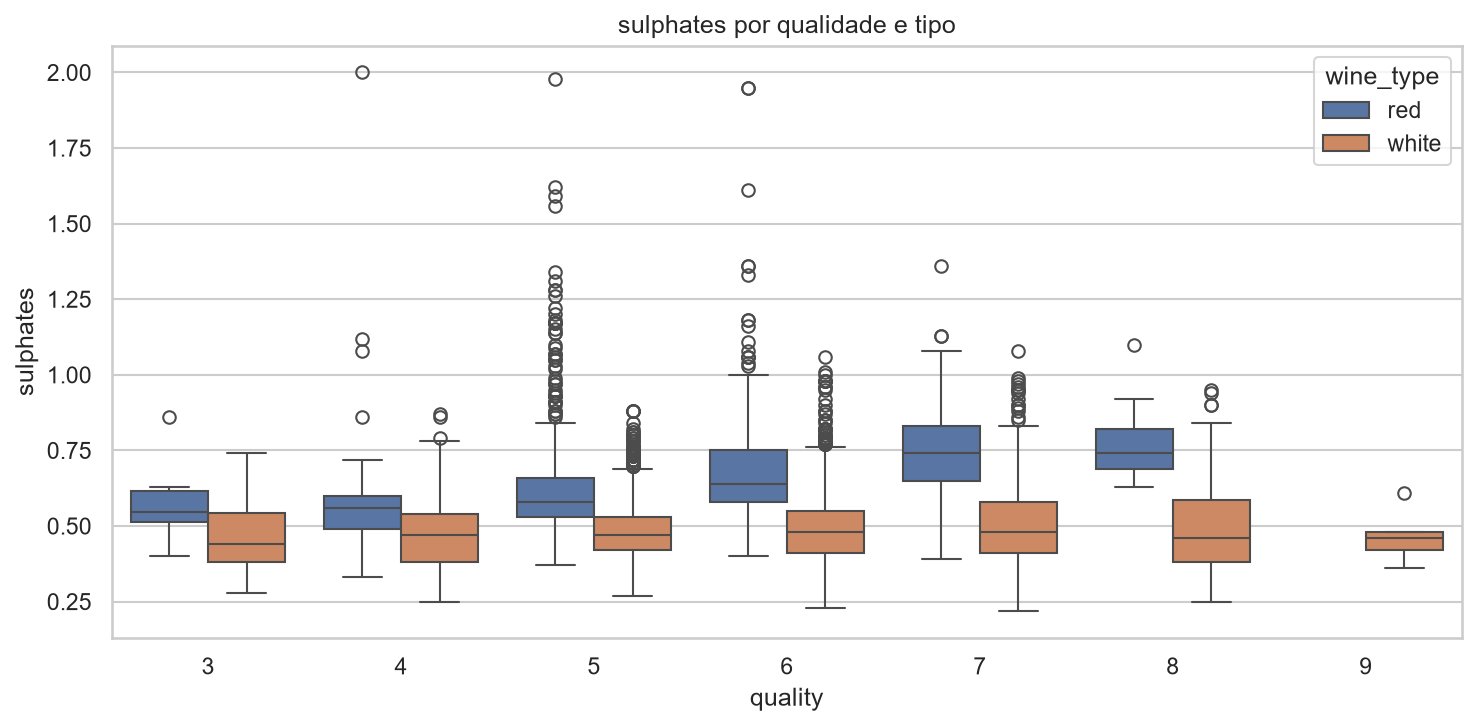 sulphates por qualidade e tipo
wine_type
red
white
sulphates
2.00
1.75
1.50
1.25
1.00
0.75
0.50
0.25
3 4 5 6 7 8 9
quality